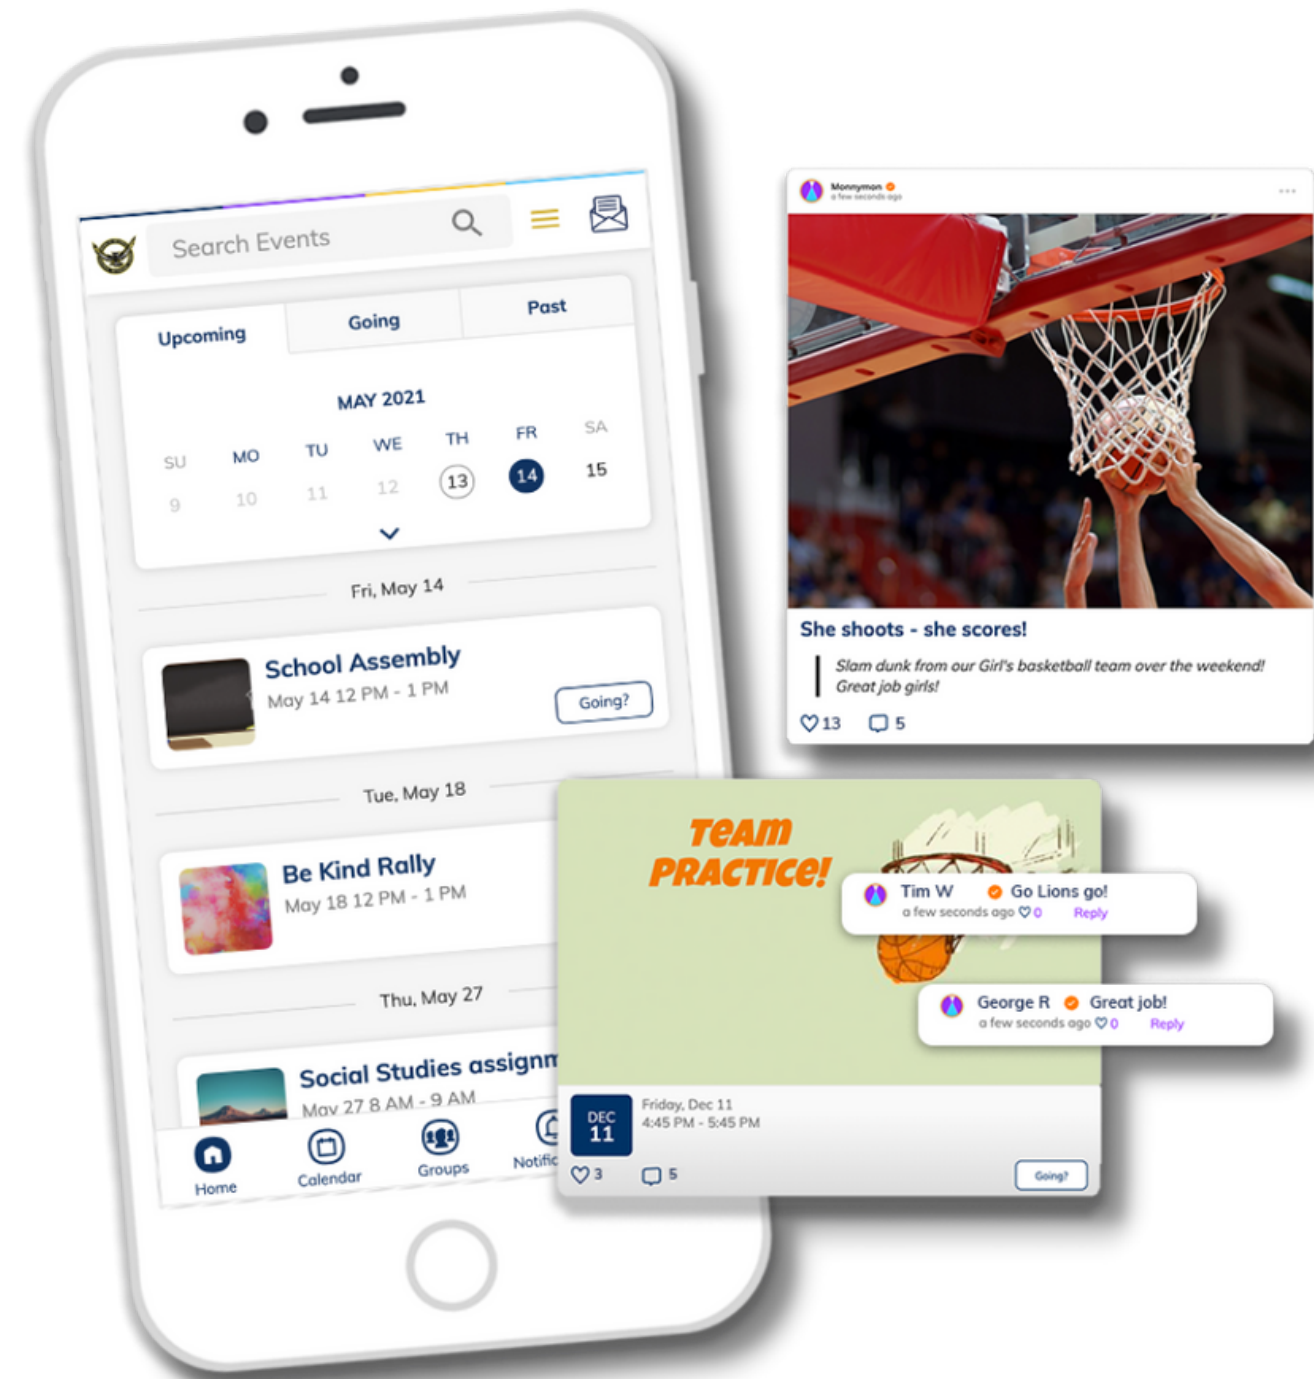 Search Events
Upcoming
Going
Past
MAY 2021
SU MO TU WE TH FR SA
9 10 11 12 13 14 15
Fri, May 14
School Assembly
May 14 12 PM - 1 PM
Going?
Tue, May 18
Be Kind Rally
May 18 12 PM - 1 PM
Thu, May 27
Social Studies assignm
May 27 8 AM - 9 AM
Home
Calendar
Groups
Notific
Monnymon
a few seconds ago
She shoots - she scores!
Slam dunk from our Girl's basketball team over the weekend!
Great job girls!
13 5
TEAM
PRACTICE!
Tim W Go Lions go!
a few seconds ago 0 Reply
George R Great job!
a few seconds ago 0 Reply
DEC
11
Friday, Dec 11
4:45 PM - 5:45 PM
3 5
Going?